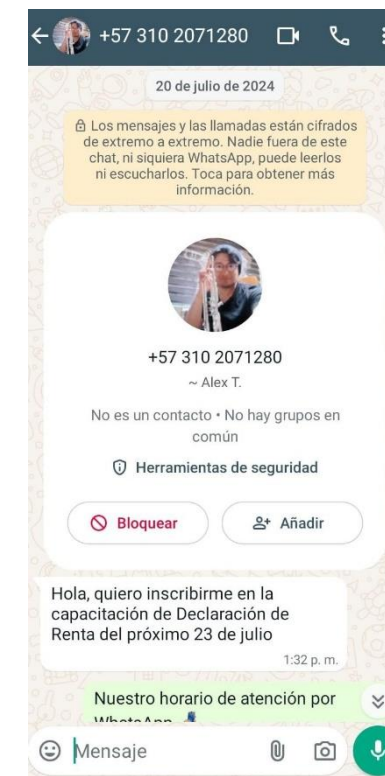 +57 310 2071280
20 de julio de 2024
Los mensajes y las llamadas están cifrados
de extremo a extremo. Nadie fuera de este
chat, ni siquiera WhatsApp, puede leerlos
ni escucharlos. Toca para obtener más
información.
+57 310 2071280
~ Alex T.
No es un contacto • No hay grupos en
común
Herramientas de seguridad
Bloquear
Añadir
Hola, quiero inscribirme en la
capacitación de Declaración de
Renta del próximo 23 de julio
1:32 p. m.
Nuestro horario de atención por
WhatsApp
Mensaje